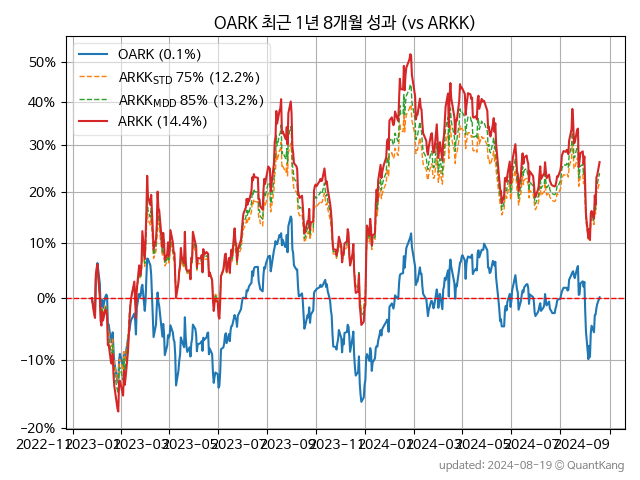 OARK 최근 1년 8개월 성과 (vs ARKK)
OARK (0.1%)
ARKK_STD 75% (12.2%)
ARKK_MDD 85% (13.2%)
ARKK (14.4%)
50%
40%
30%
20%
10%
0%
−10%
−20%
2022−11 2023−01 2023−03 2023−05 2023−07 2023−09 2023−11 2024−01 2024−03 2024−05 2024−07 2024−09
updated: 2024-08-19 © QuantKang